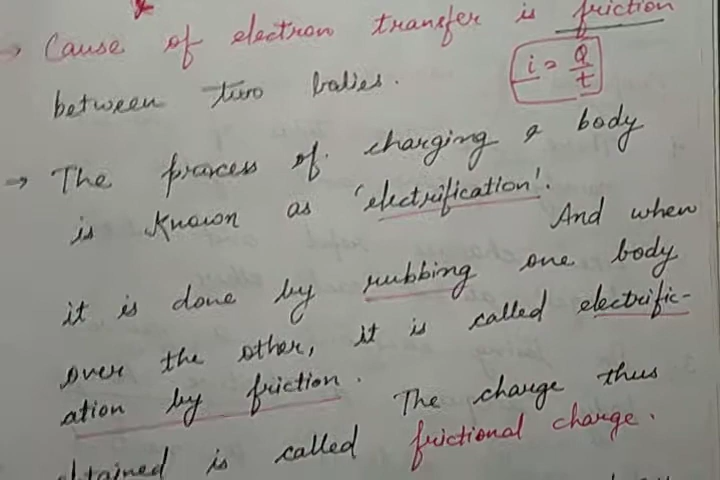 → Cause of electron transfer is friction
between two bodies.
i = Q/t
→ The process of charging a body
is known as 'electrification'.
And when
it is done by rubbing one body
over the other, it is called electrific-
ation by friction.
The charge thus
obtained is called frictional charge.